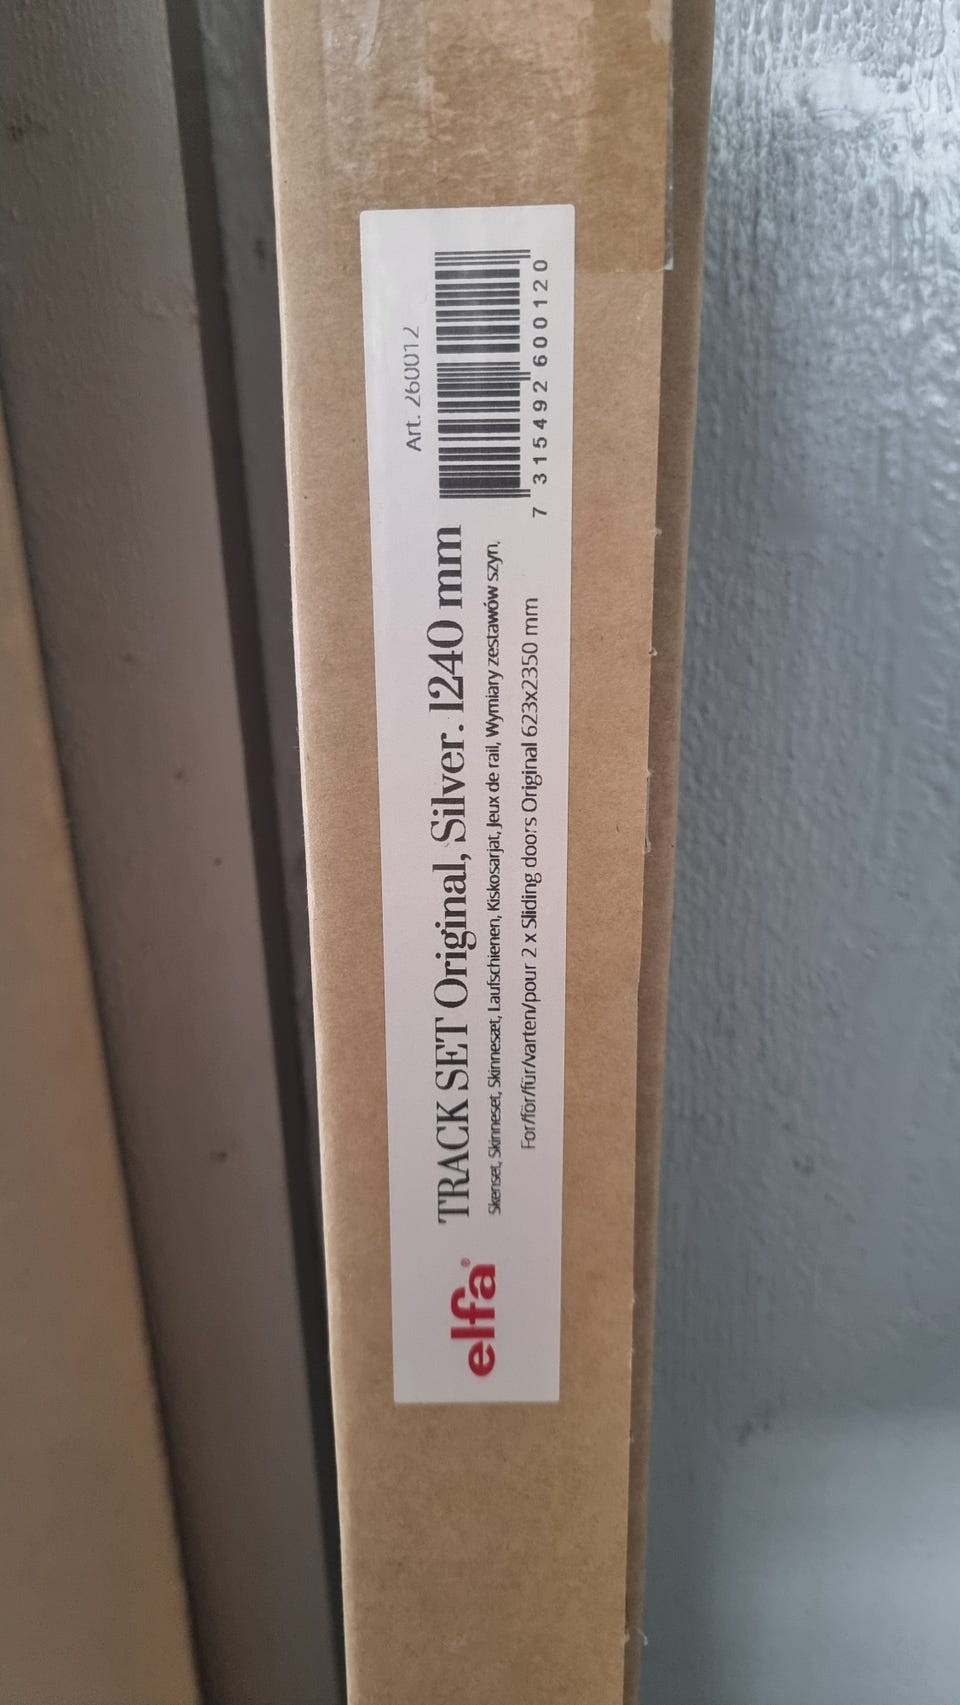 elfa®
TRACK SET Original, Silver. 1240 mm
Skenset, Skinneset, Skinnesæt, Laufschienen, Kiskosarjat, Jeux de rail, Wymiary zestawów szyn,
For/för/für/varten/pour 2 x Sliding doors Original 623x2350 mm
Art. 260012
7 315492 600120